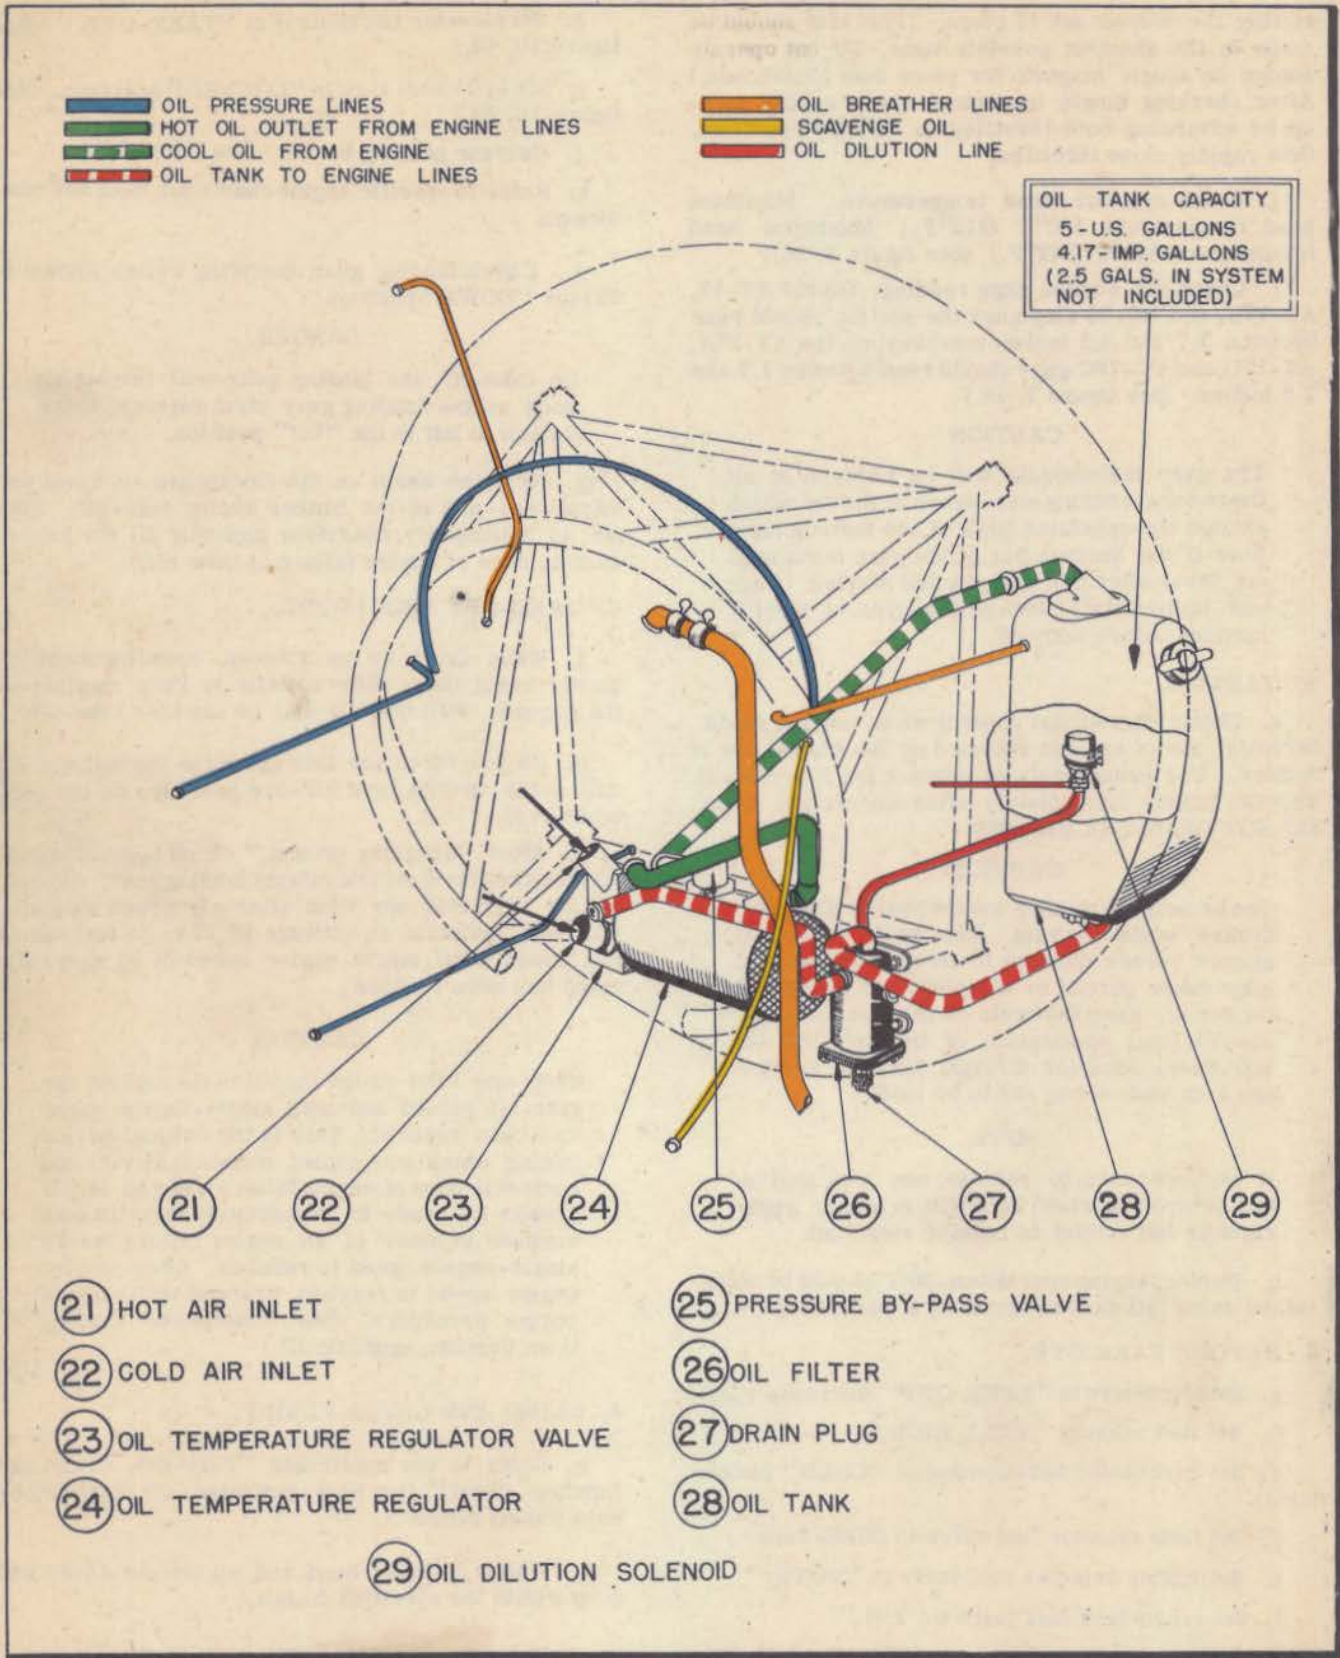 OIL PRESSURE LINES
HOT OIL OUTLET FROM ENGINE LINES
COOL OIL FROM ENGINE
OIL TANK TO ENGINE LINES
OIL BREATHER LINES
SCAVENGE OIL
OIL DILUTION LINE
OIL TANK CAPACITY
5-U.S. GALLONS
4.17-IMP. GALLONS
(2.5 GALS. IN SYSTEM
NOT INCLUDED)
21 22 23 24 25 26 27 28 29
21 HOT AIR INLET
22 COLD AIR INLET
23 OIL TEMPERATURE REGULATOR VALVE
24 OIL TEMPERATURE REGULATOR
25 PRESSURE BY-PASS VALVE
26 OIL FILTER
27 DRAIN PLUG
28 OIL TANK
29 OIL DILUTION SOLENOID